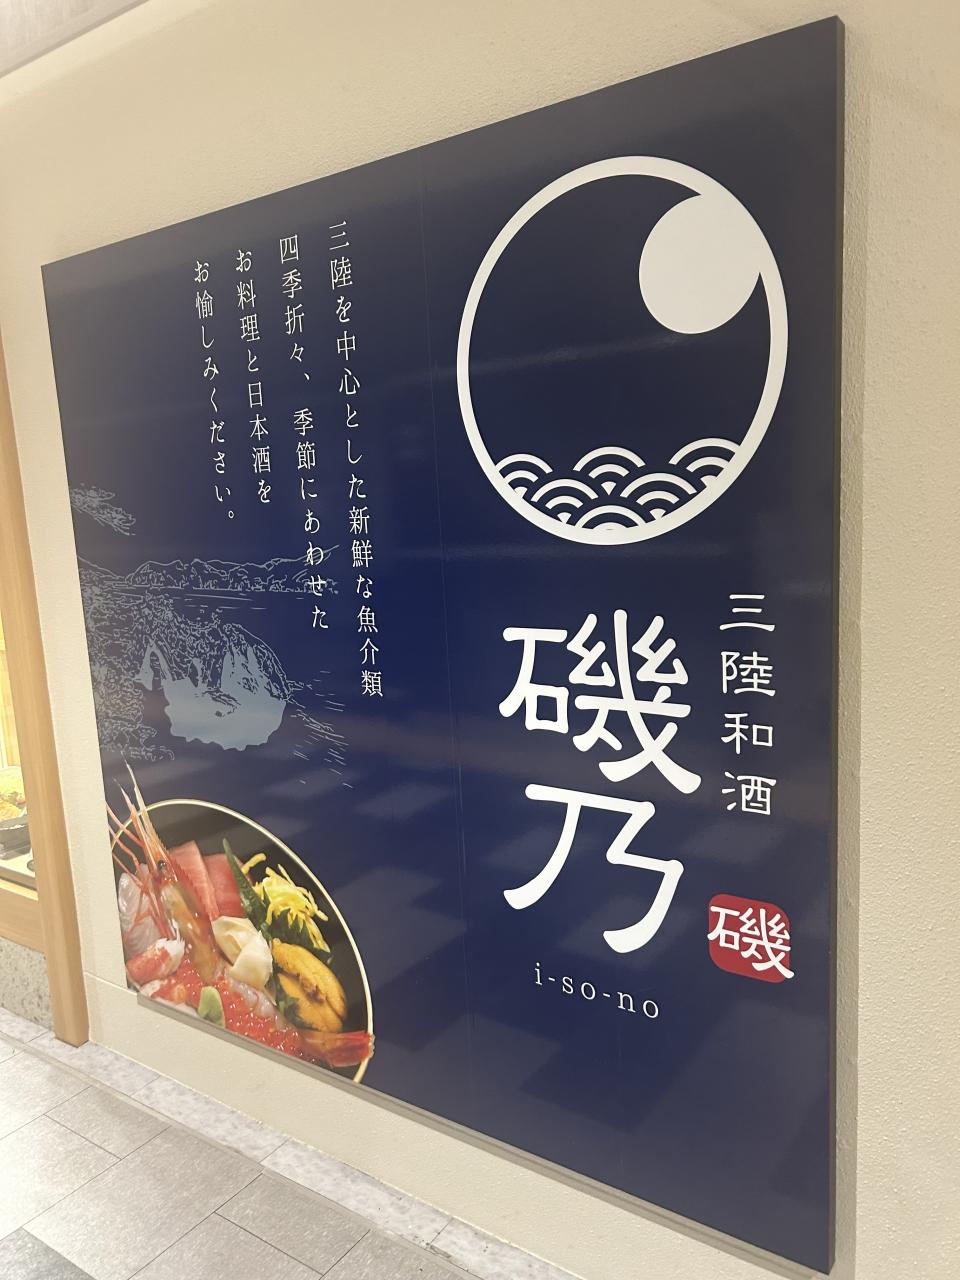 三陸和酒
磯乃
i-so-no
磯
三陸を中心とした新鮮な魚介類
四季折々、季節にあわせた
お料理と日本酒を
お愉しみください。